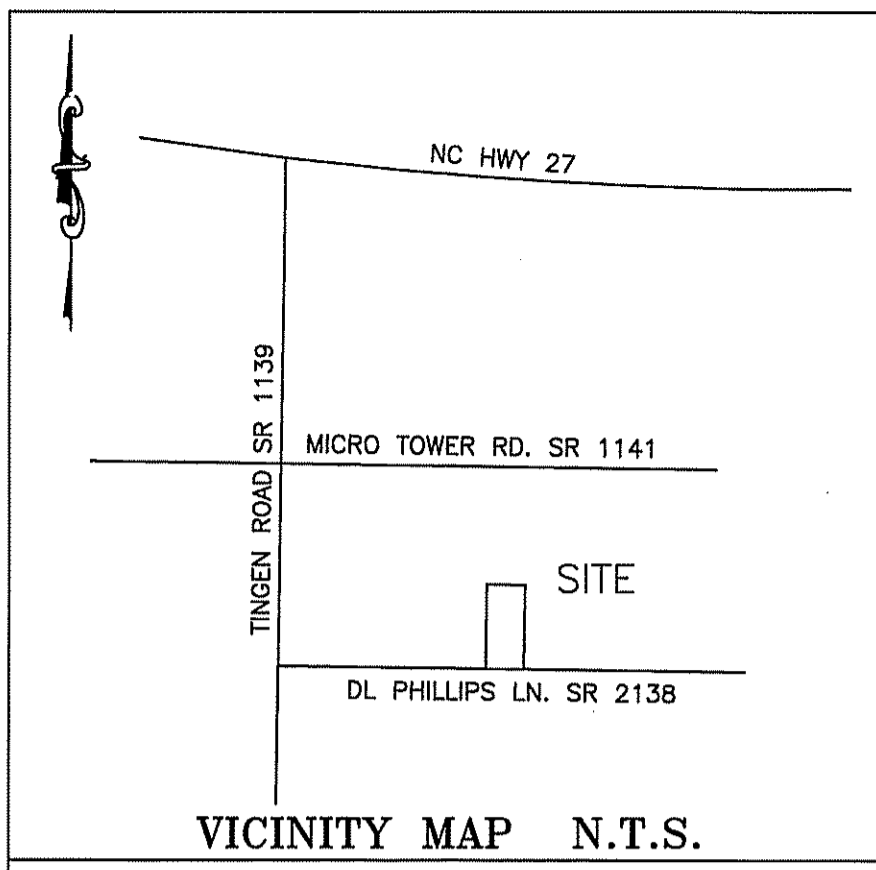 NC HWY 27
TINGEN ROAD SR 1139
MICRO TOWER RD. SR 1141
SITE
DL PHILLIPS LN. SR 2138
VICINITY MAP N.T.S.